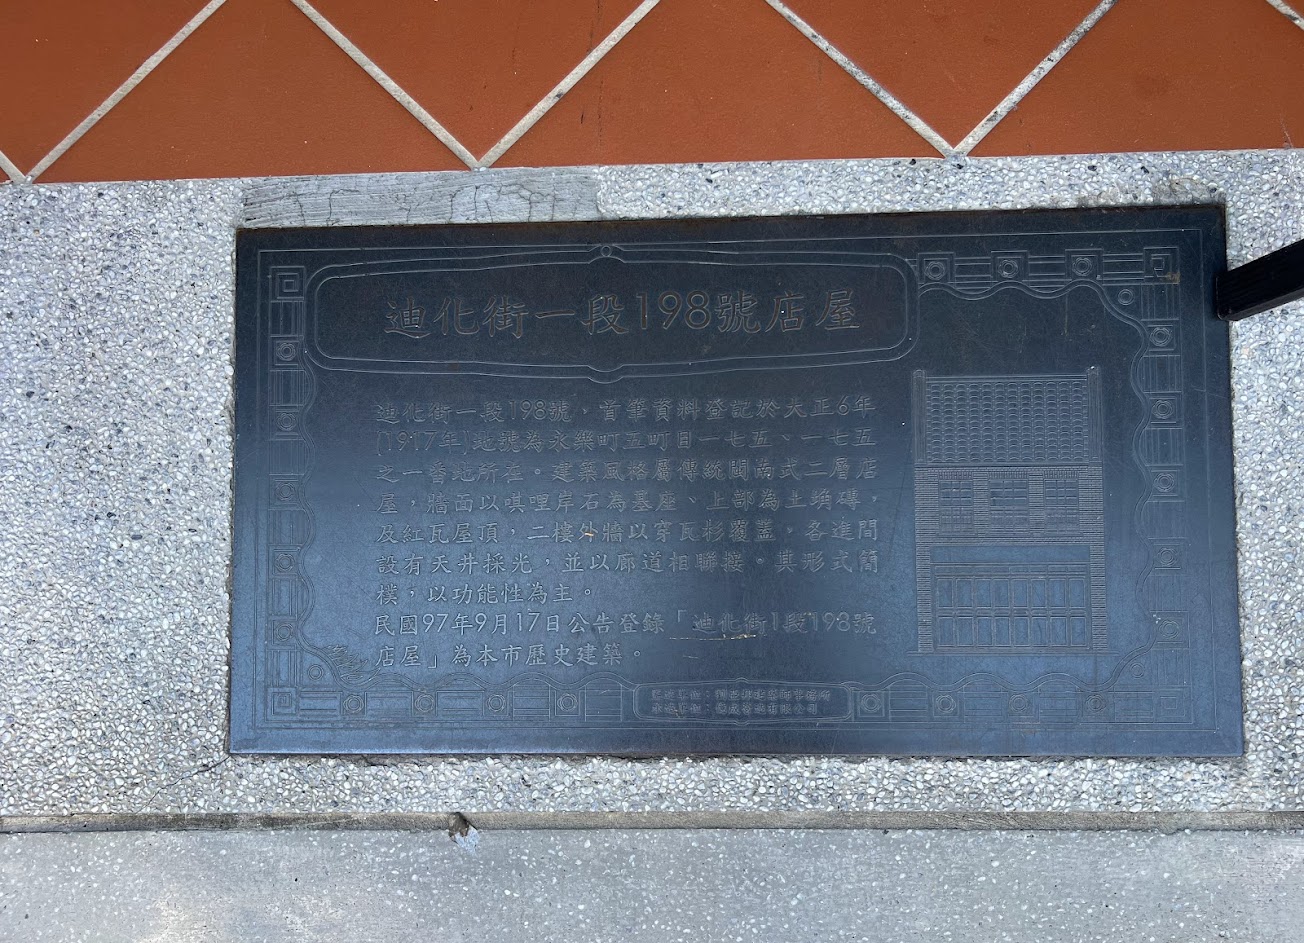 迪化街一段198號店屋
迪化街一段198號，首筆資料登記於大正6年
(1917年)地號為永樂町五町目一七五、一七五
之一番地所在。建築風格屬傳統閩南式二層店
屋，牆面以唭哩岸石為基座、上部為土埆磚，
及紅瓦屋頂，二樓外牆以穿瓦衫覆蓋，各進間
設有天井採光，並以廊道相聯接。其形式簡
樸，以功能性為主。
民國97年9月17日公告登錄「迪化街1段198號
店屋」為本市歷史建築。